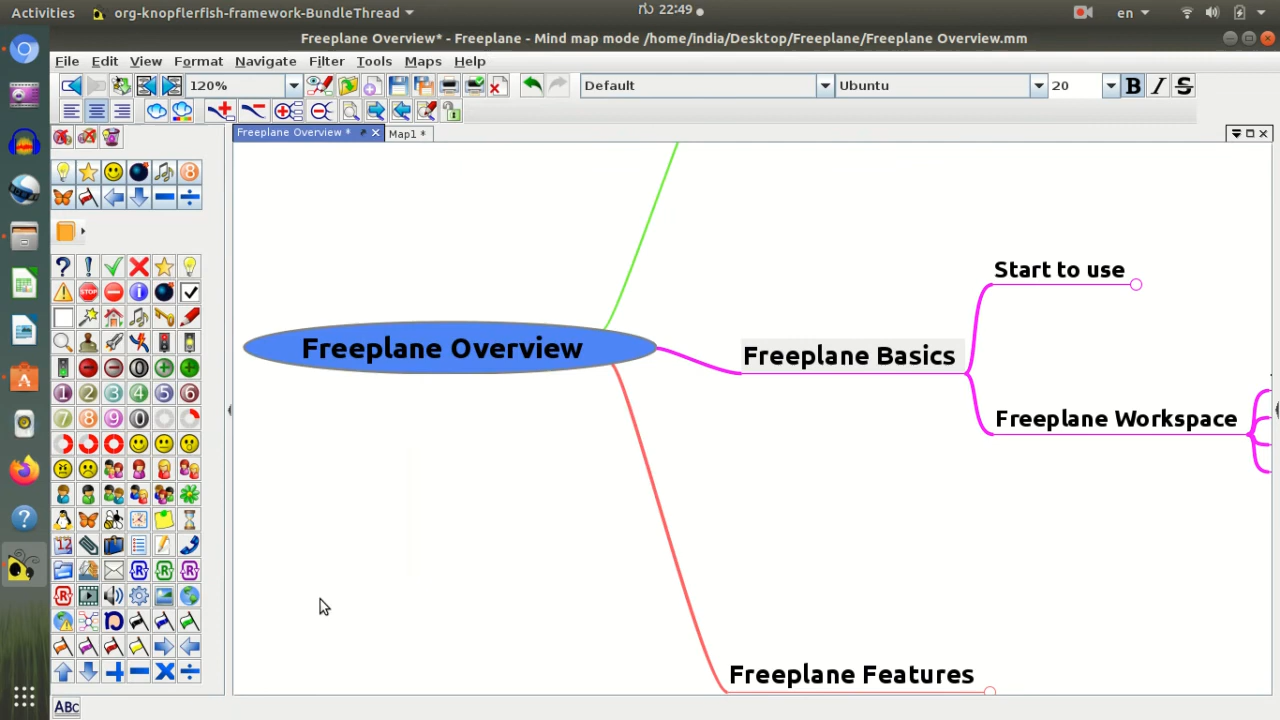 Activities org-knopflerfish-framework-BundleThread ર​વિ 22:49 en
Freeplane Overview* - Freeplane - Mind map mode /home/india/Desktop/Freeplane/Freeplane Overview.mm
File Edit View Format Navigate Filter Tools Maps Help
120% Default Ubuntu 20 B I S
Freeplane Overview * Map1 *
Start to use
Freeplane Overview
Freeplane Basics
Freeplane Workspace
Freeplane Features
ABC